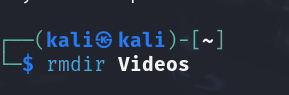 ┌──(kali㉿kali)-[~]
└─$ rmdir Videos